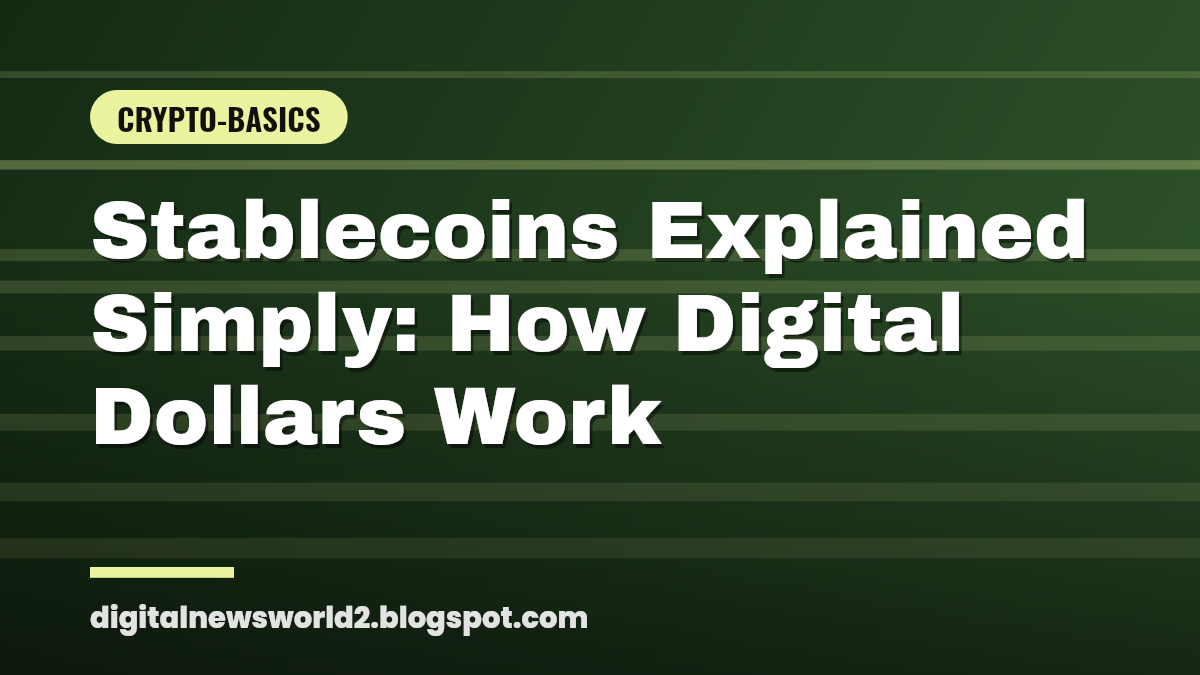 CRYPTO-BASICS
Stablecoins Explained
Simply: How Digital
Dollars Work
digitalnewsworld2.blogspot.com